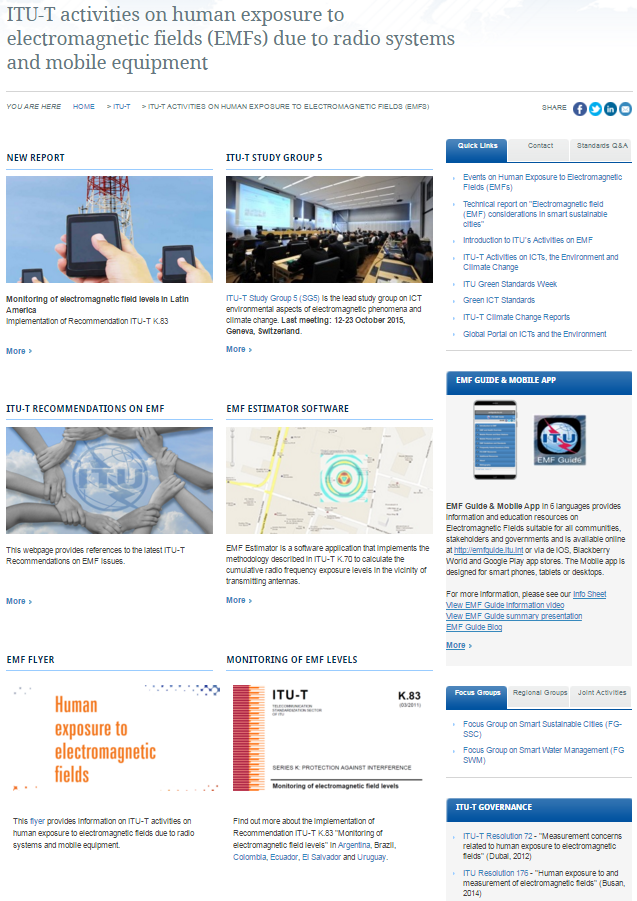 ITU-T activities on human exposure to
electromagnetic fields (EMFs) due to radio systems
and mobile equipment
YOU ARE HERE HOME > ITU-T > ITU-T ACTIVITIES ON HUMAN EXPOSURE TO ELECTROMAGNETIC FIELDS (EMFS)
SHARE
NEW REPORT
Monitoring of electromagnetic field levels in Latin
America
Implementation of Recommendation ITU-T K.83
More >
ITU-T STUDY GROUP 5
ITU-T Study Group 5 (SG5) is the lead study group on ICT
environmental aspects of electromagnetic phenomena and
climate change. Last meeting: 12-23 October 2015,
Geneva, Switzerland.
More >
ITU-T RECOMMENDATIONS ON EMF
ITU
This webpage provides references to the latest ITU-T
Recommendations on EMF issues.
More >
EMF ESTIMATOR SOFTWARE
EMF Estimator is a software application that implements the
methodology described in ITU-T K.70 to calculate the
cumulative radio frequency exposure levels in the vicinity of
transmitting antennas.
More >
EMF FLYER
Human
exposure to
electromagnetic
fields
This flyer provides information on ITU-T activities on
human exposure to electromagnetic fields due to radio
systems and mobile equipment.
MONITORING OF EMF LEVELS
ITU-T K.83
TELECOMMUNICATION (03/2011)
STANDARDIZATION SECTOR
OF ITU
SERIES K: PROTECTION AGAINST INTERFERENCE
Monitoring of electromagnetic field levels
Find out more about the implementation of
Recommendation ITU-T K.83 "Monitoring of
electromagnetic field levels" in Argentina, Brazil,
Colombia, Ecuador, El Salvador and Uruguay.
Quick Links Contact Standards Q&A
Events on Human Exposure to Electromagnetic
Fields (EMFs)
Technical report on "Electromagnetic field
(EMF) considerations in smart sustainable
cities"
Introduction to ITU's Activities on EMF
ITU-T Activities on ICTs, the Environment and
Climate Change
ITU Green Standards Week
Green ICT Standards
ITU-T Climate Change Reports
Global Portal on ICTs and the Environment
EMF GUIDE & MOBILE APP
ITU
EMF Guide
EMF Guide & Mobile App in 6 languages provides
information and education resources on
Electromagnetic Fields suitable for all communities,
stakeholders and governments and is available online
at http://emfguide.itu.int or via de IOS, Blackberry
World and Google Play app stores. The Mobile app is
designed for smart phones, tablets or desktops.
For more information, please see our Info Sheet
View EMF Guide information video
View EMF Guide summary presentation
EMF Guide Blog
More >
Focus Groups Regional Groups Joint Activities
Focus Group on Smart Sustainable Cities (FG-
SSC)
Focus Group on Smart Water Management (FG
SWM)
ITU-T GOVERNANCE
ITU-T Resolution 72 - "Measurement concerns
related to human exposure to electromagnetic
fields" (Dubai, 2012)
ITU Resolution 176 - "Human exposure to and
measurement of electromagnetic fields" (Busan,
2014)